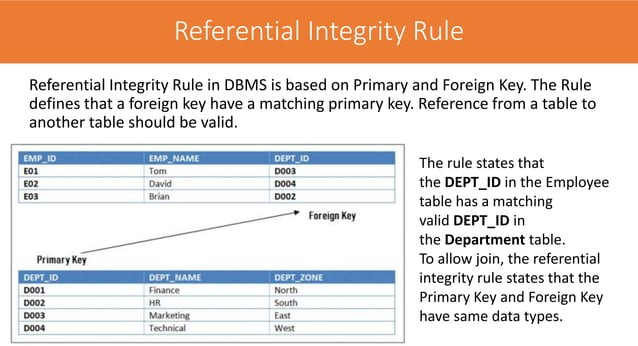 Referential Integrity Rule
Referential Integrity Rule in DBMS is based on Primary and Foreign Key. The Rule
defines that a foreign key have a matching primary key. Reference from a table to
another table should be valid.
EMP_ID EMP_NAME DEPT_ID
E01 Tom D003
E02 David D004
E03 Brian D002
Foreign Key
Primary Key
DEPT_ID DEPT_NAME DEPT_ZONE
D001 Finance North
D002 HR South
D003 Marketing East
D004 Technical West
The rule states that
the DEPT_ID in the Employee
table has a matching
valid DEPT_ID in
the Department table.
To allow join, the referential
integrity rule states that the
Primary Key and Foreign Key
have same data types.